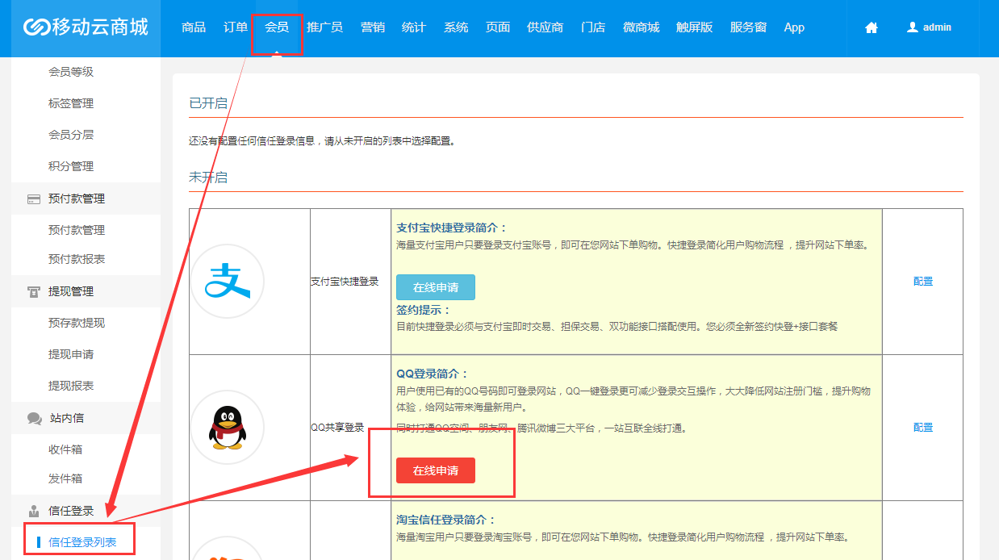 移动云商城
商品 订单 会员 推广员 营销 统计 系统 页面 供应商 门店 微商城 触屏版 服务窗 App admin
会员等级
标签管理
会员分层
积分管理
预付款管理
预付款管理
预付款报表
提现管理
预存款提现
提现申请
提现报表
站内信
收件箱
发件箱
信任登录
信任登录列表
已开启
还没有配置任何信任登录信息，请从未开启的列表中选择配置。
未开启
支付宝快捷登录
支付宝快捷登录简介：
海量支付宝用户只要登录支付宝账号，即可在您网站下单购物。快捷登录简化用户购物流程 ，提升网站下单率。
在线申请
签约提示：
目前快捷登录必须与支付宝即时交易、担保交易、双功能接口搭配使用。您必须全新签约快登+接口套餐
配置
QQ共享登录
QQ登录简介：
用户使用已有的QQ号码即可登录网站，QQ一键登录更可减少登录交互操作，大大降低网站注册门槛，提升购物
体验，给网站带来海量新用户。
同时打通QQ空间、朋友网、腾讯微博三大平台，一站互联全线打通。
在线申请
配置
淘宝信任登录简介：
海量淘宝用户只要登录淘宝账号，即可在您网站下单购物。快捷登录简化用户购物流程 ，提升网站下单率。